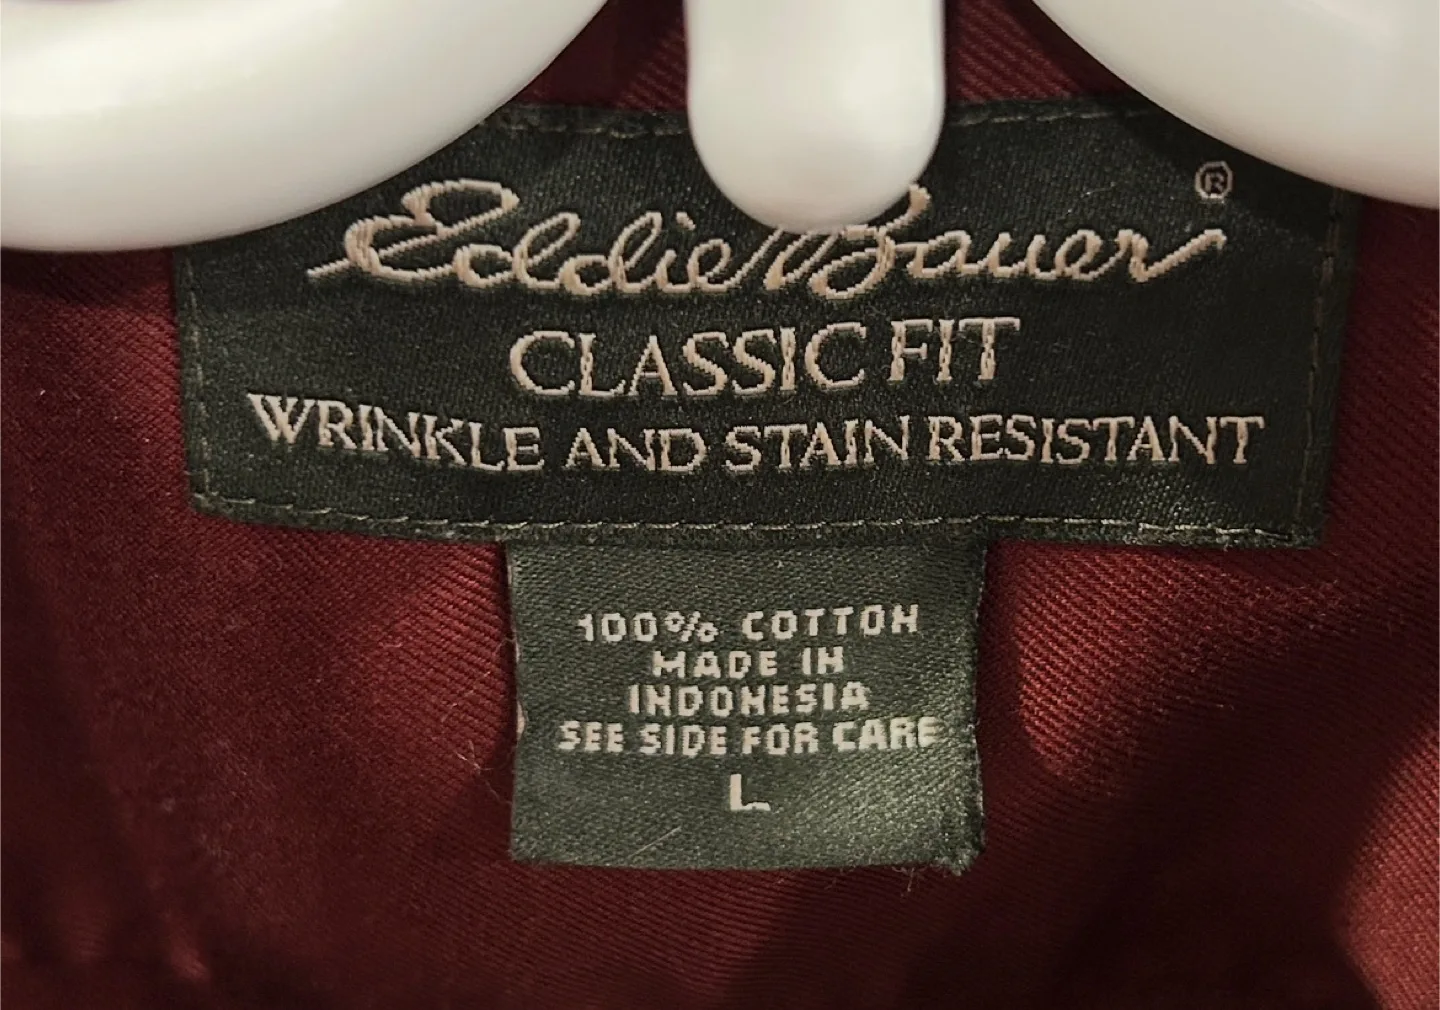 Eddie Bauer ®
CLASSIC FIT
WRINKLE AND STAIN RESISTANT
100% COTTON
MADE IN
INDONESIA
SEE SIDE FOR CARE
L